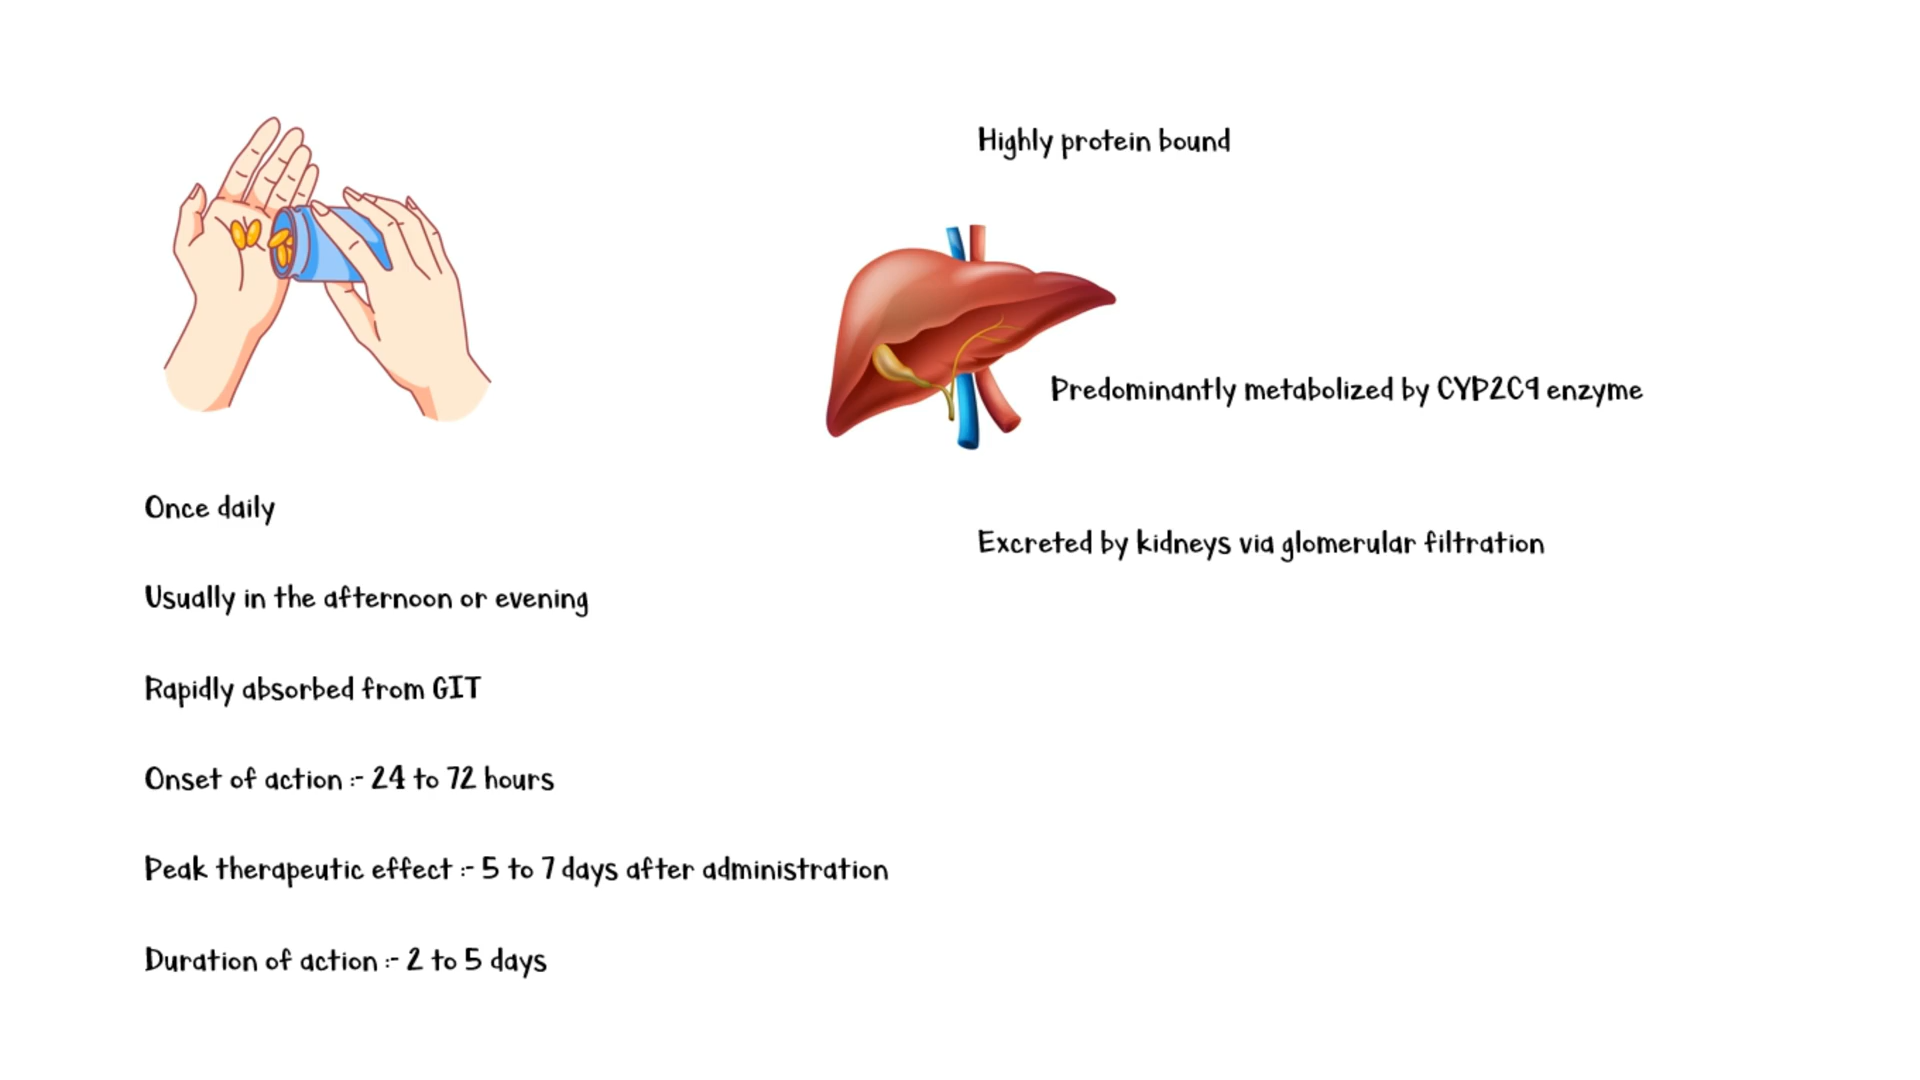 Once daily
Usually in the afternoon or evening
Rapidly absorbed from GIT
Onset of action :- 24 to 72 hours
Peak therapeutic effect :- 5 to 7 days after administration
Duration of action :- 2 to 5 days
Highly protein bound
Predominantly metabolized by CYP2C9 enzyme
Excreted by kidneys via glomerular filtration